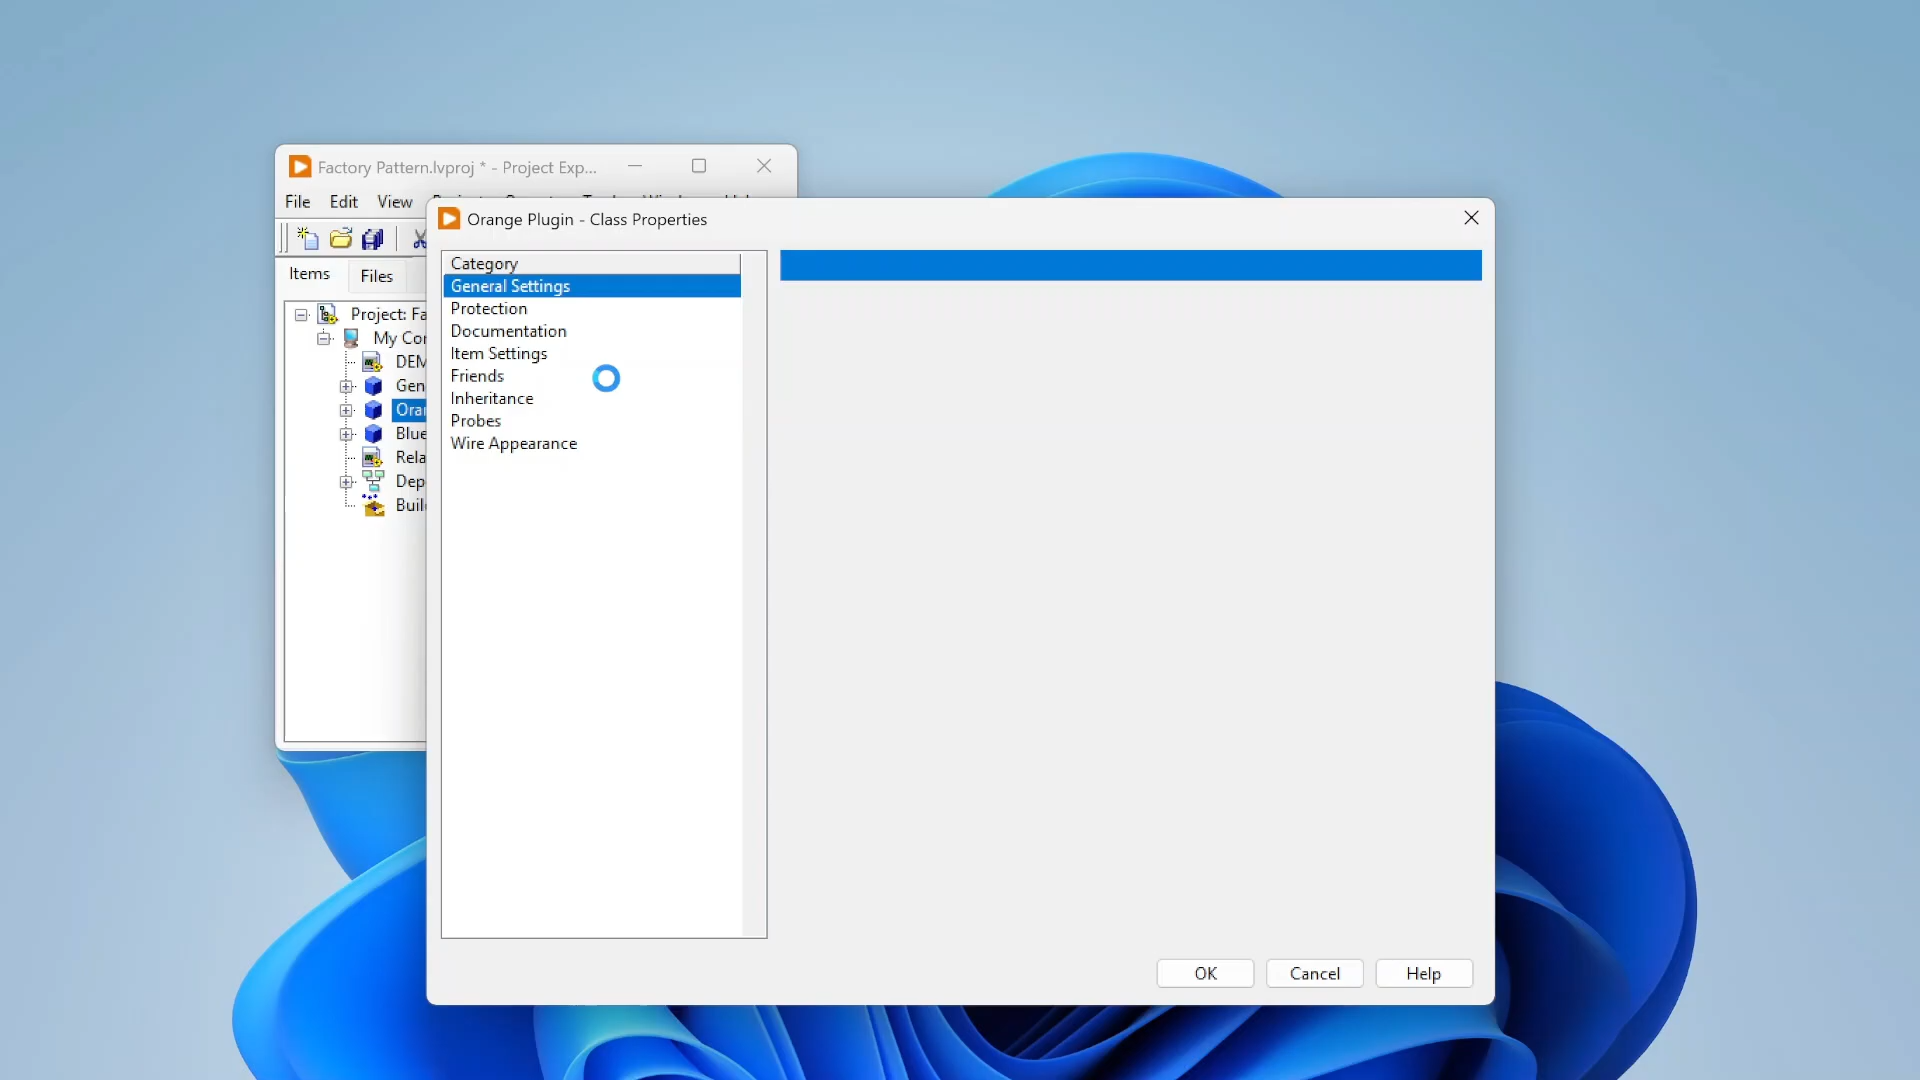 Factory Pattern.lvproj * - Project Exp...
File Edit View
Orange Plugin - Class Properties
Items Files
Category
General Settings
Protection
Documentation
Item Settings
Friends
Inheritance
Probes
Wire Appearance
Project: Fa
My Co
DEM
Gen
Ora
Blue
Rela
Dep
Buil
OK Cancel Help